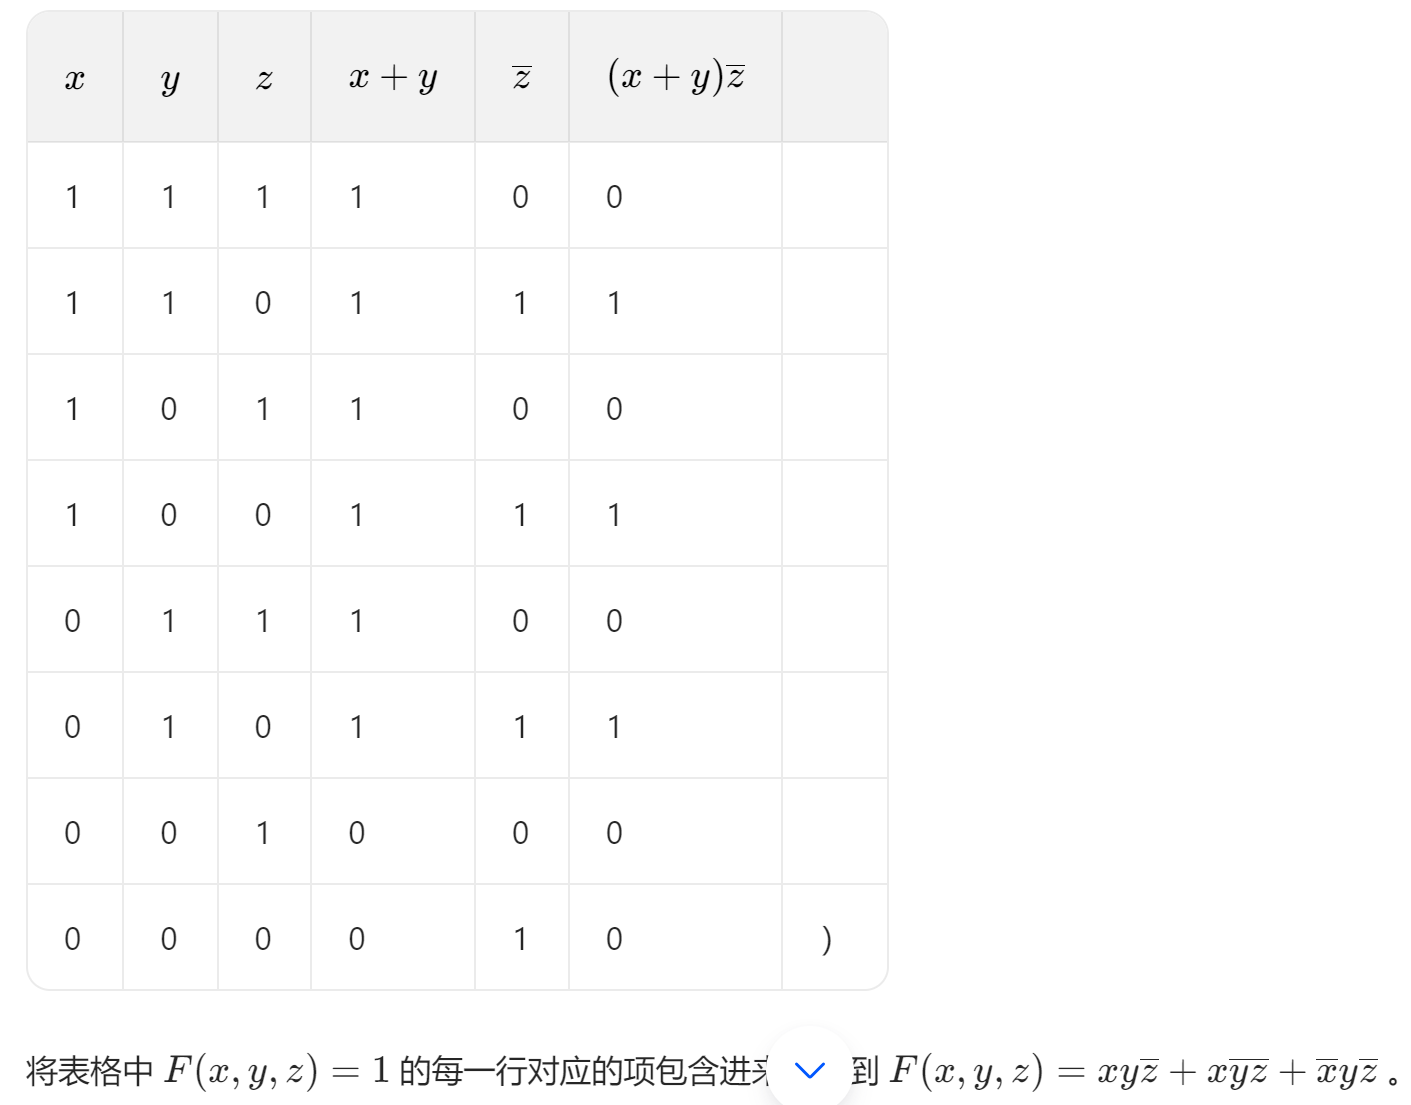 x y z x + y z̅ (x + y)z̅
1 1 1 1 0 0
1 1 0 1 1 1
1 0 1 1 0 0
1 0 0 1 1 1
0 1 1 1 0 0
0 1 0 1 1 1
0 0 1 0 0 0
0 0 0 0 1 0 )
将表格中 F(x, y, z) = 1 的每一行对应的项包含进 到 F(x, y, z) = xyz̅ + xy̅z̅ + x̅yz̅ 。